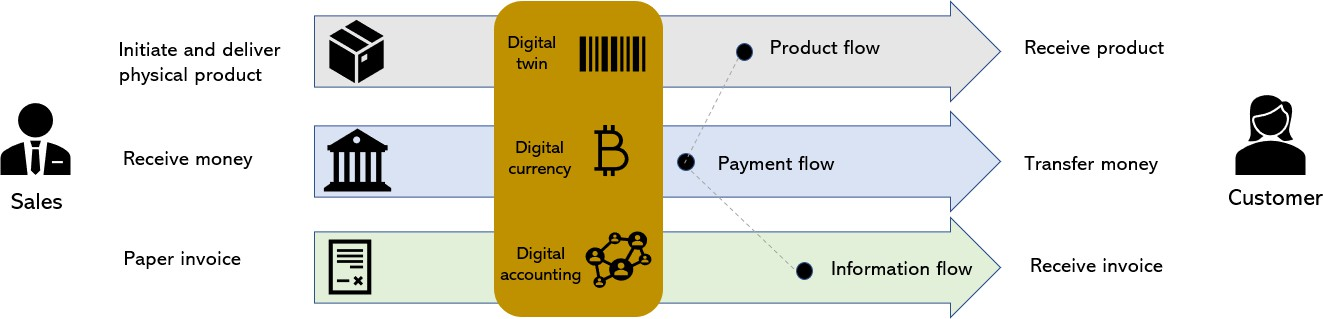 Initiate and deliver
physical product
Digital
twin
Product flow
Receive product
Sales
Receive money
Digital
currency
Payment flow
Transfer money
Customer
Paper invoice
Digital
accounting
Information flow
Receive invoice